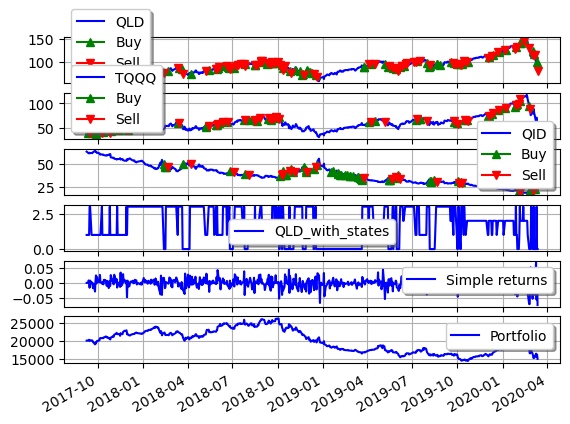 QLD
Buy
Sell
150
100
TQQQ
Buy
Sell
100
50
QID
Buy
Sell
50
25
QLD_with_states
2.5
0.0
Simple returns
0.05
0.00
−0.05
Portfolio
25000
20000
15000
2017-10
2018-01
2018-04
2018-07
2018-10
2019-01
2019-04
2019-07
2019-10
2020-01
2020-04